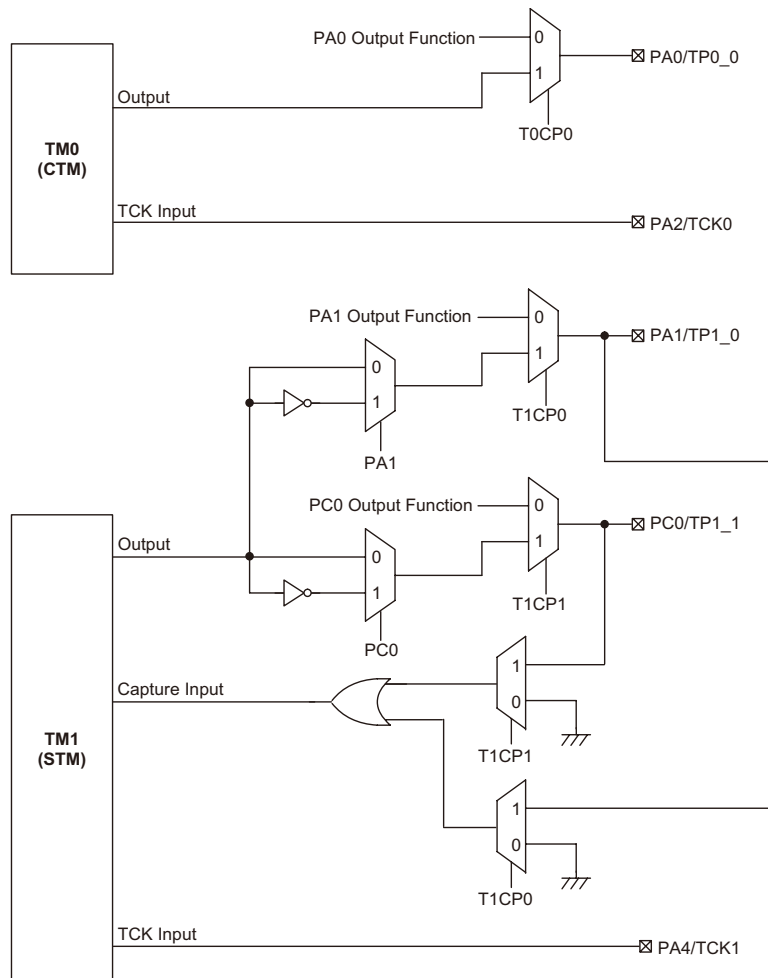 PA0 Output Function
0
1
PA0/TP0_0
Output
T0CP0
TM0
(CTM)
TCK Input
PA2/TCK0
PA1 Output Function
0
1
PA1/TP1_0
0
1
T1CP0
PA1
PC0 Output Function
0
1
PC0/TP1_1
Output
0
1
T1CP1
PC0
1
Capture Input
0
T1CP1
TM1
(STM)
1
0
T1CP0
TCK Input
PA4/TCK1